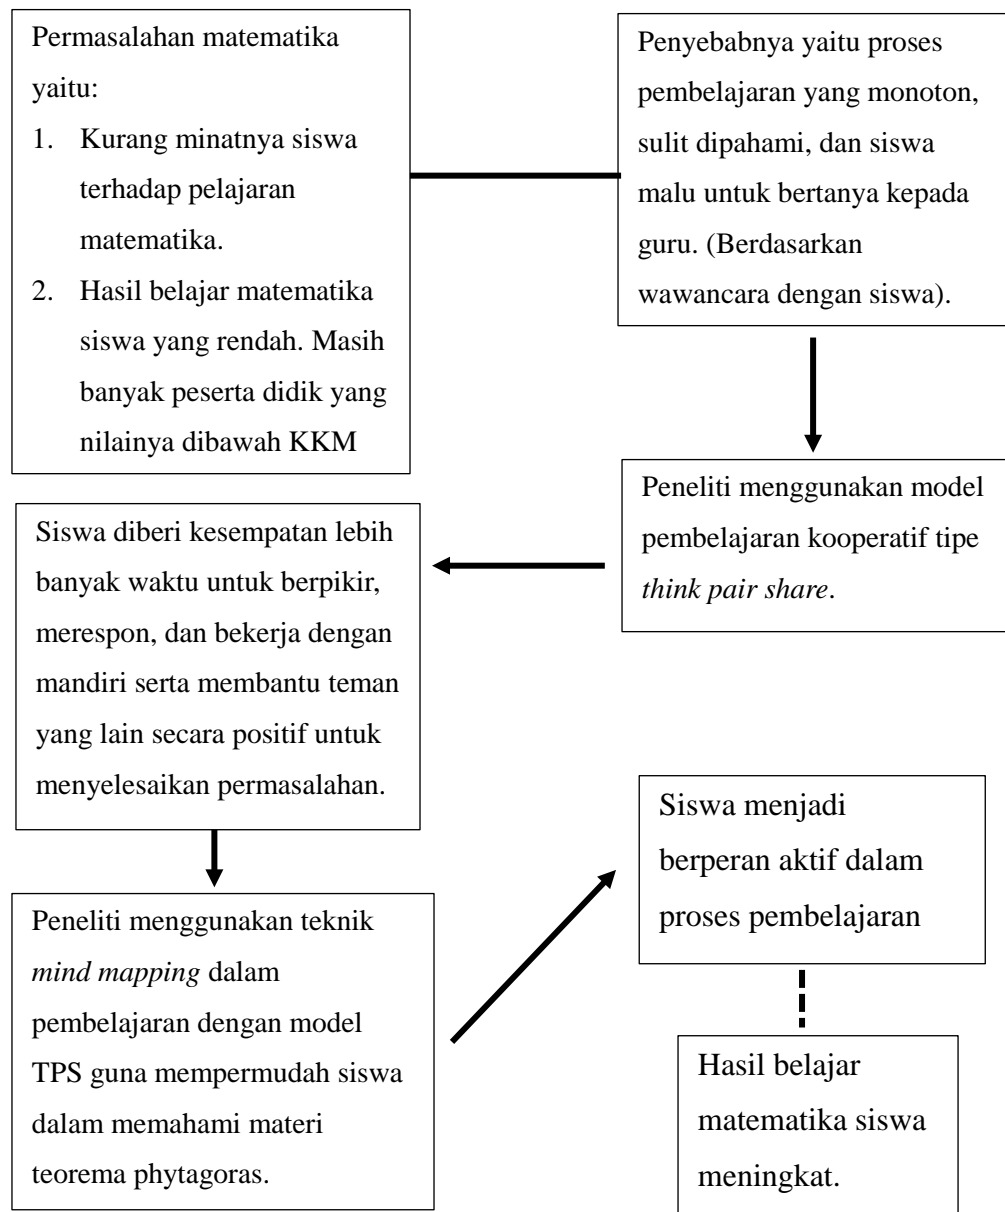 Permasalahan matematika
yaitu:
1. Kurang minatnya siswa
terhadap pelajaran
matematika.
2. Hasil belajar matematika
siswa yang rendah. Masih
banyak peserta didik yang
nilainya dibawah KKM
Penyebabnya yaitu proses
pembelajaran yang monoton,
sulit dipahami, dan siswa
malu untuk bertanya kepada
guru. (Berdasarkan
wawancara dengan siswa).
Peneliti menggunakan model
pembelajaran kooperatif tipe
think pair share.
Siswa diberi kesempatan lebih
banyak waktu untuk berpikir,
merespon, dan bekerja dengan
mandiri serta membantu teman
yang lain secara positif untuk
menyelesaikan permasalahan.
Peneliti menggunakan teknik
mind mapping dalam
pembelajaran dengan model
TPS guna mempermudah siswa
dalam memahami materi
teorema phytagoras.
Siswa menjadi
berperan aktif dalam
proses pembelajaran
Hasil belajar
matematika siswa
meningkat.